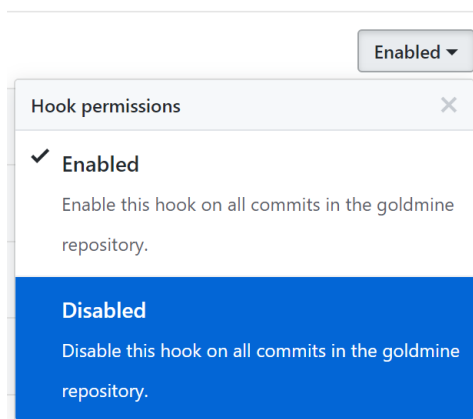 Enabled
Hook permissions
Enabled
Enable this hook on all commits in the goldmine
repository.
Disabled
Disable this hook on all commits in the goldmine
repository.